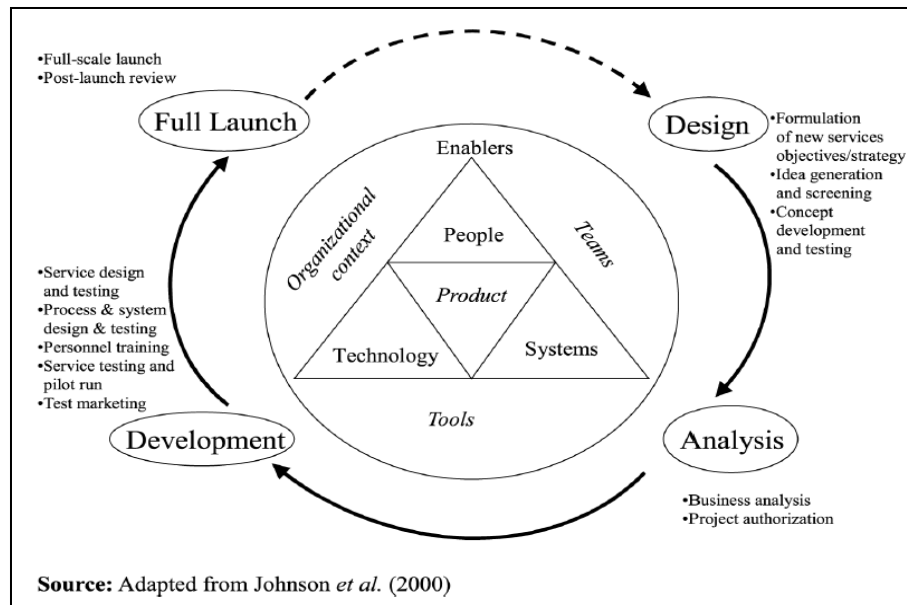 •Full-scale launch
•Post-launch review
Full Launch
Design
•Formulation
of new services
objectives/strategy
•Idea generation
and screening
•Concept
development
and testing
Enablers
Organizational
context
Teams
People
Product
Technology
Systems
Tools
•Service design
and testing
•Process & system
design & testing
•Personnel training
•Service testing and
pilot run
•Test marketing
Development
Analysis
•Business analysis
•Project authorization
Source: Adapted from Johnson et al. (2000)